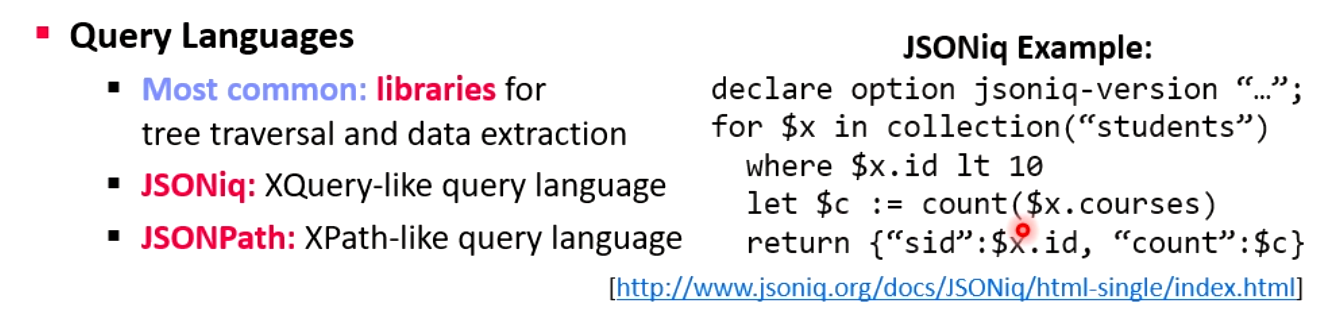 Query Languages
Most common: libraries for
tree traversal and data extraction
JSONiq: XQuery-like query language
JSONPath: XPath-like query language
JSONiq Example:
declare option jsoniq-version “…”;
for $x in collection(“students”)
where $x.id lt 10
let $c := count($x.courses)
return {“sid”:$x.id, “count”:$c}
[http://www.jsoniq.org/docs/JSONiq/html-single/index.html]